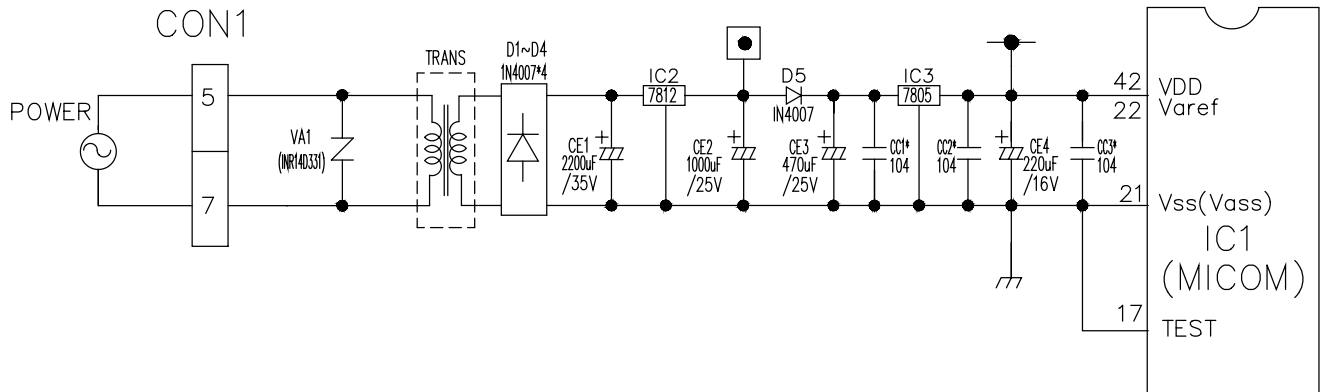 CON1
POWER
5
7
VA1
(INR14D331)
TRANS
D1~D4
1N4007*4
CE1
2200uF
/35V
IC2
7812
CE2
1000uF
/25V
D5
IN4007
CE3
470uF
/25V
CC1*
104
IC3
7805
CC2*
104
CE4
220uF
/16V
CC3*
104
42
VDD
22
Varef
21
Vss(Vass)
IC1
(MICOM)
17
TEST